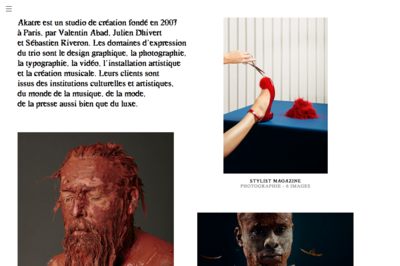 Akatre est un studio de création fondé en 2007
à Paris, par Valentin Abad, Julien Dhivert
et Sébastien Riveron. Les domaines d'expression
du trio sont le design graphique, la photographie,
la typographie, la vidéo, l'installation artistique
et la création musicale. Leurs clients sont
issus des institutions culturelles et artistiques,
du monde de la musique, de la mode,
de la presse aussi bien que du luxe.
STYLIST MAGAZINE
PHOTOGRAPHIE – 6 IMAGES